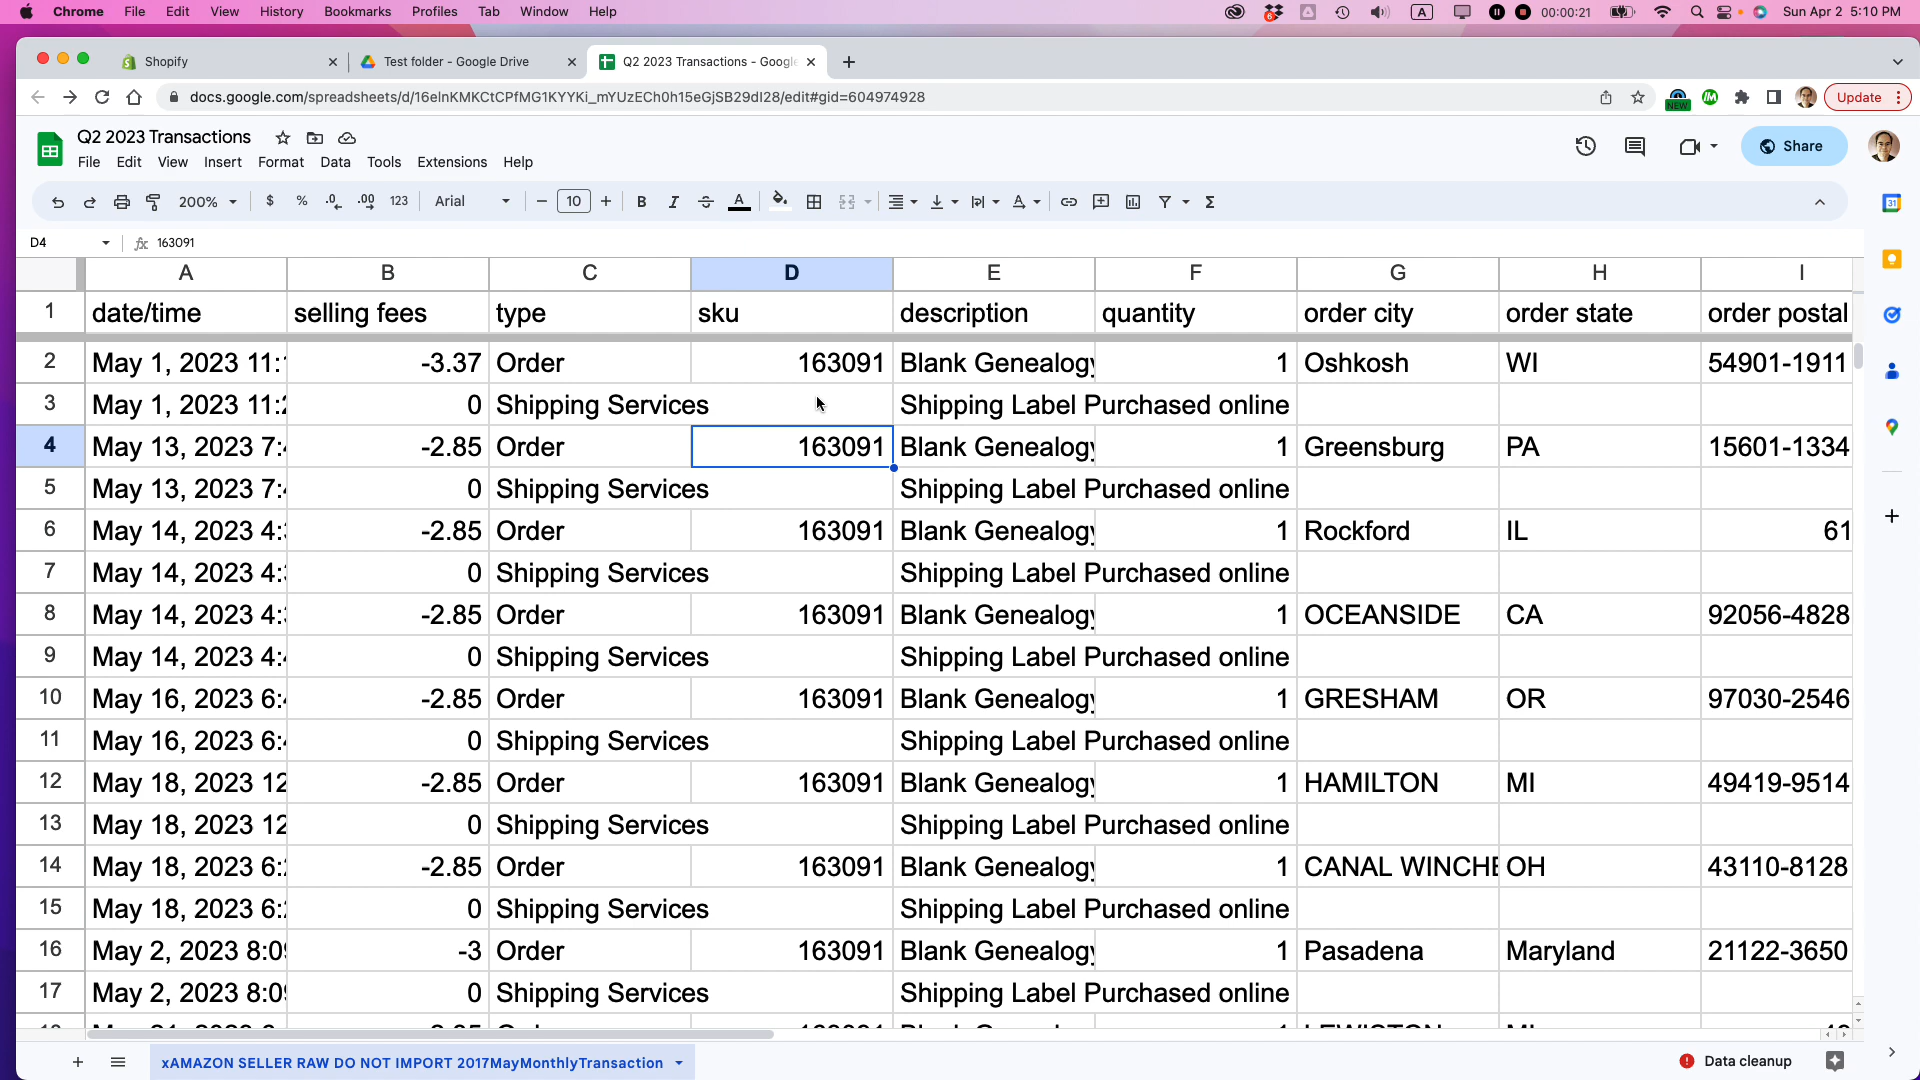 Chrome File Edit View History Bookmarks Profiles Tab Window Help 6 A 00:00:21 Sun Apr 2 5:10 PM
Shopify Test folder - Google Drive Q2 2023 Transactions - Google
docs.google.com/spreadsheets/d/16elnKMKCtCPfMG1KYYKi_mYUzECh0h15eGjSB29dI28/edit#gid=604974928 NEW Update
Q2 2023 Transactions
File Edit View Insert Format Data Tools Extensions Help Share
200% $ % .0 .00 123 Arial 10 B I S A Σ
D4 fx 163091
A B C D E F G H I
1 date/time selling fees type sku description quantity order city order state order postal
2 May 1, 2023 11: -3.37 Order 163091 Blank Genealogy 1 Oshkosh WI 54901-1911
3 May 1, 2023 11:2 0 Shipping Services Shipping Label Purchased online
4 May 13, 2023 7:4 -2.85 Order 163091 Blank Genealogy 1 Greensburg PA 15601-1334
5 May 13, 2023 7:4 0 Shipping Services Shipping Label Purchased online
6 May 14, 2023 4:3 -2.85 Order 163091 Blank Genealogy 1 Rockford IL 61
7 May 14, 2023 4:3 0 Shipping Services Shipping Label Purchased online
8 May 14, 2023 4:3 -2.85 Order 163091 Blank Genealogy 1 OCEANSIDE CA 92056-4828
9 May 14, 2023 4:4 0 Shipping Services Shipping Label Purchased online
10 May 16, 2023 6:4 -2.85 Order 163091 Blank Genealogy 1 GRESHAM OR 97030-2546
11 May 16, 2023 6:4 0 Shipping Services Shipping Label Purchased online
12 May 18, 2023 12 -2.85 Order 163091 Blank Genealogy 1 HAMILTON MI 49419-9514
13 May 18, 2023 12 0 Shipping Services Shipping Label Purchased online
14 May 18, 2023 6:2 -2.85 Order 163091 Blank Genealogy 1 CANAL WINCHE OH 43110-8128
15 May 18, 2023 6:2 0 Shipping Services Shipping Label Purchased online
16 May 2, 2023 8:09 -3 Order 163091 Blank Genealogy 1 Pasadena Maryland 21122-3650
17 May 2, 2023 8:09 0 Shipping Services Shipping Label Purchased online
xAMAZON SELLER RAW DO NOT IMPORT 2017MayMonthlyTransaction Data cleanup